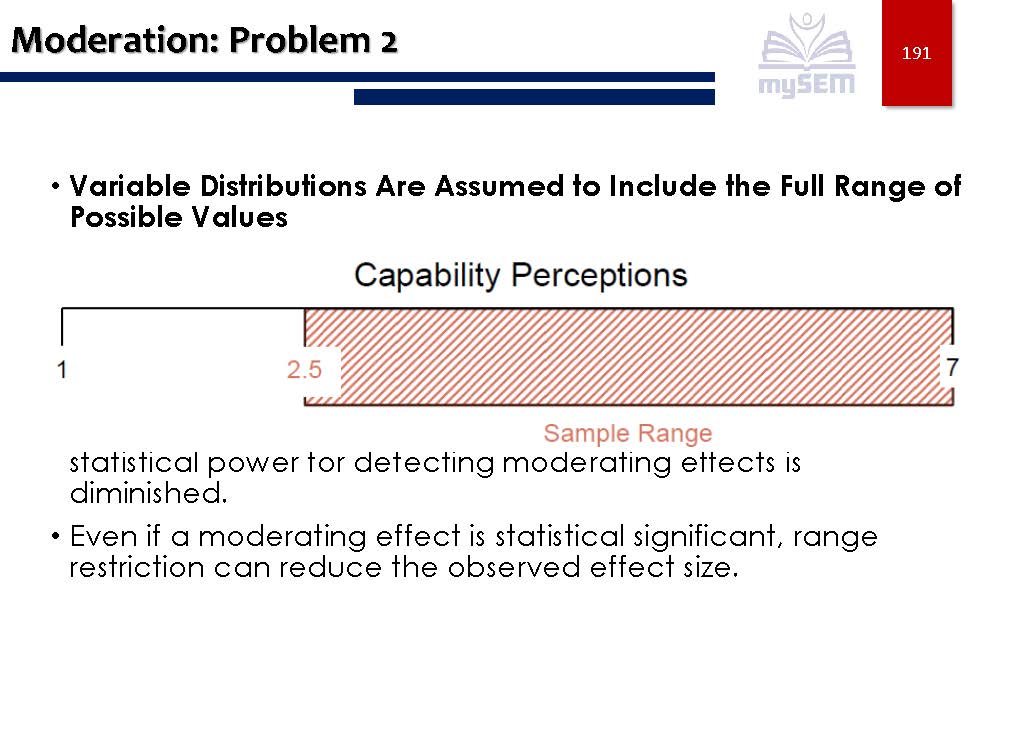 Moderation: Problem 2
mySEM
191
• Variable Distributions Are Assumed to Include the Full Range of
Possible Values
Capability Perceptions
1
2.5
7
Sample Range
statistical power for detecting moderating effects is
diminished.
• Even if a moderating effect is statistical significant, range
restriction can reduce the observed effect size.